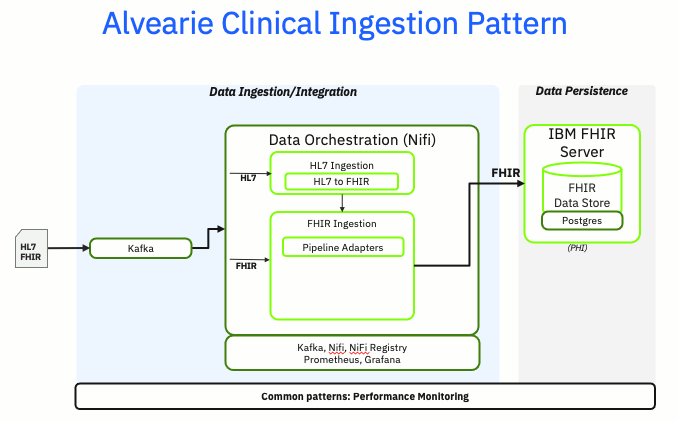 Alvearie Clinical Ingestion Pattern
Data Ingestion/Integration
Data Persistence
Data Orchestration (Nifi)
HL7
HL7 Ingestion
HL7 to FHIR
FHIR Ingestion
Pipeline Adapters
FHIR
HL7
FHIR
Kafka
FHIR
IBM FHIR
Server
FHIR
Data Store
Postgres
(PHI)
Kafka, Nifi, NiFi Registry
Prometheus, Grafana
Common patterns: Performance Monitoring